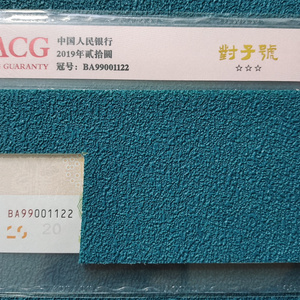 ACG
GUARANTY
中国人民银行
2019年贰拾圆
冠号：BA99001122
對子號
☆☆☆
BA99001122
20